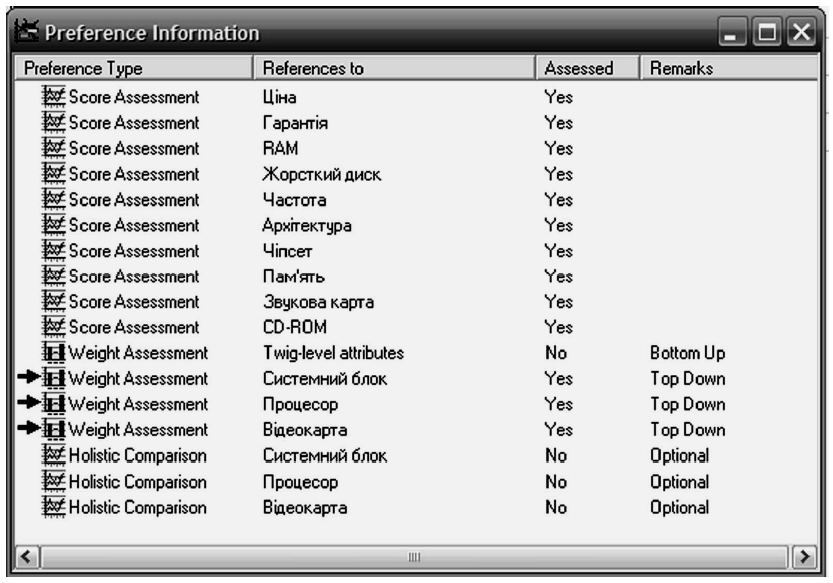 Preference Information
Preference Type References to Assessed Remarks
Score Assessment Ціна Yes
Score Assessment Гарантія Yes
Score Assessment RAM Yes
Score Assessment Жорсткий диск Yes
Score Assessment Частота Yes
Score Assessment Архітектура Yes
Score Assessment Чіпсет Yes
Score Assessment Пам'ять Yes
Score Assessment Звукова карта Yes
Score Assessment CD-ROM Yes
Weight Assessment Twig-level attributes No Bottom Up
Weight Assessment Системний блок Yes Top Down
Weight Assessment Процесор Yes Top Down
Weight Assessment Відеокарта Yes Top Down
Holistic Comparison Системний блок No Optional
Holistic Comparison Процесор No Optional
Holistic Comparison Відеокарта No Optional